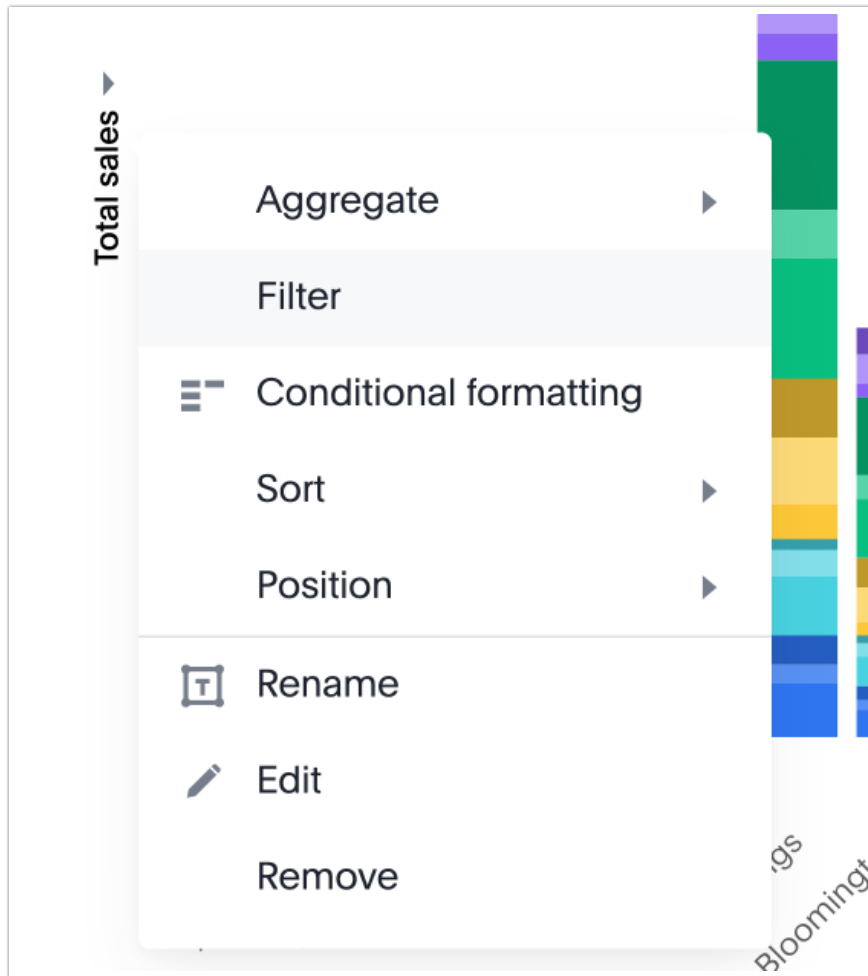 Total sales
Aggregate
Filter
Conditional formatting
Sort
Position
T
Rename
Edit
Remove